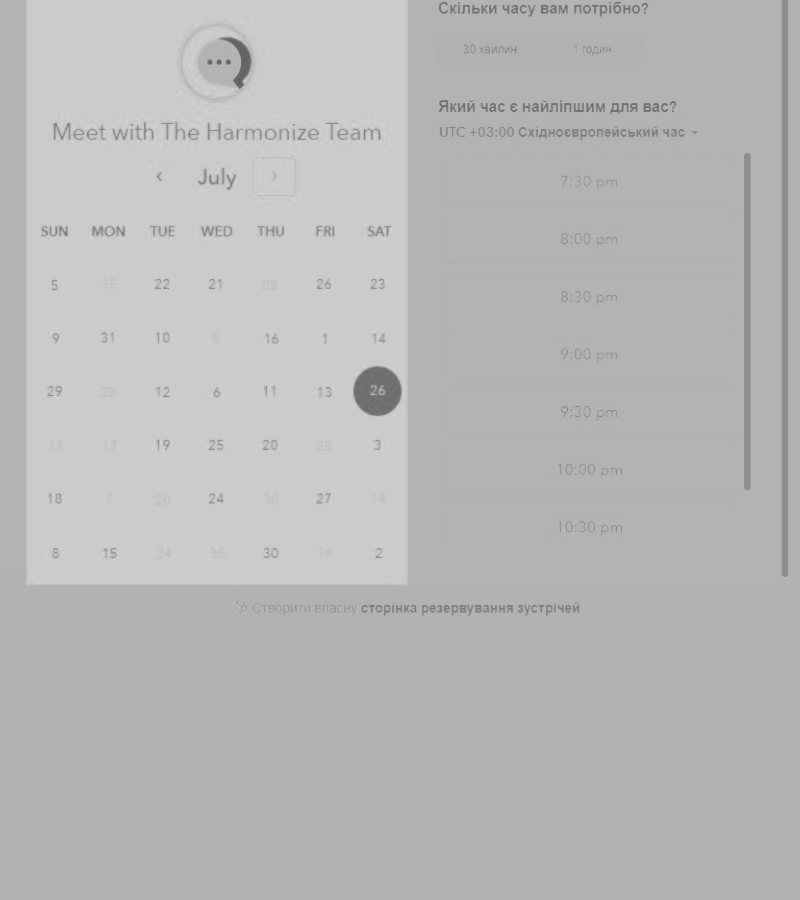 Скільки часу вам потрібно?
30 хвилин 1 годин
Meet with The Harmonize Team
July
SUN MON TUE WED THU FRI SAT
5 15 22 21 28 26 23
9 31 10 5 16 1 14
29 28 12 6 11 13 26
17 17 19 25 20 28 3
18 7 20 24 30 27 14
8 15 24 30 30 14 2
Який час є найліпшим для вас?
UTC +03:00 Східноєвропейський час
7:30 pm
8:00 pm
8:30 pm
9:00 pm
9:30 pm
10:00 pm
10:30 pm
Створити власну сторінка резервування зустрічей